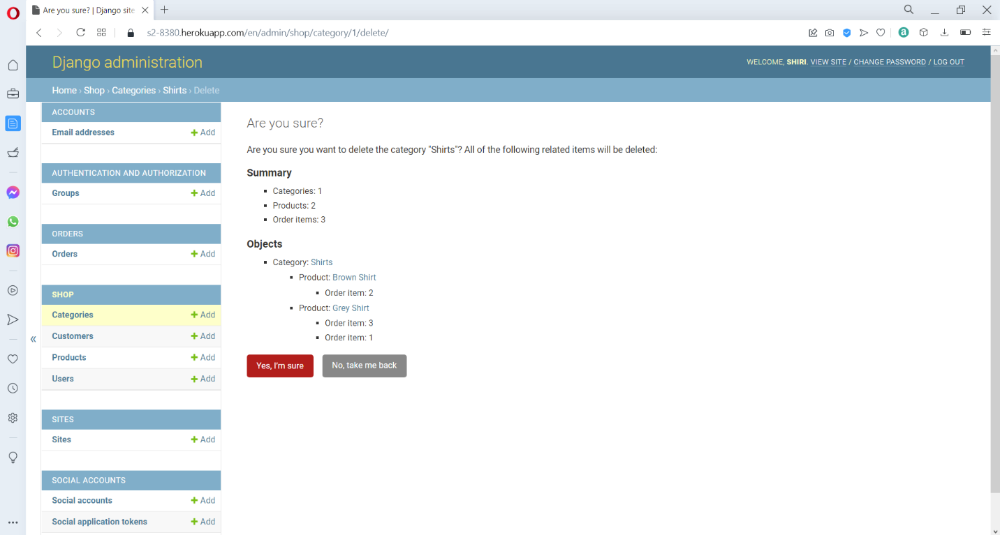 Are you sure? | Django site
s2-8380.herokuapp.com/en/admin/shop/category/1/delete/
Django administration
WELCOME, SHIRI. VIEW SITE / CHANGE PASSWORD / LOG OUT
Home › Shop › Categories › Shirts › Delete
ACCOUNTS
Email addresses + Add
AUTHENTICATION AND AUTHORIZATION
Groups + Add
ORDERS
Orders + Add
SHOP
Categories + Add
Customers + Add
Products + Add
Users + Add
SITES
Sites + Add
SOCIAL ACCOUNTS
Social accounts + Add
Social application tokens + Add
«
Are you sure?
Are you sure you want to delete the category "Shirts"? All of the following related items will be deleted:
Summary
Categories: 1
Products: 2
Order items: 3
Objects
Category: Shirts
Product: Brown Shirt
Order item: 2
Product: Grey Shirt
Order item: 3
Order item: 1
Yes, I'm sure
No, take me back